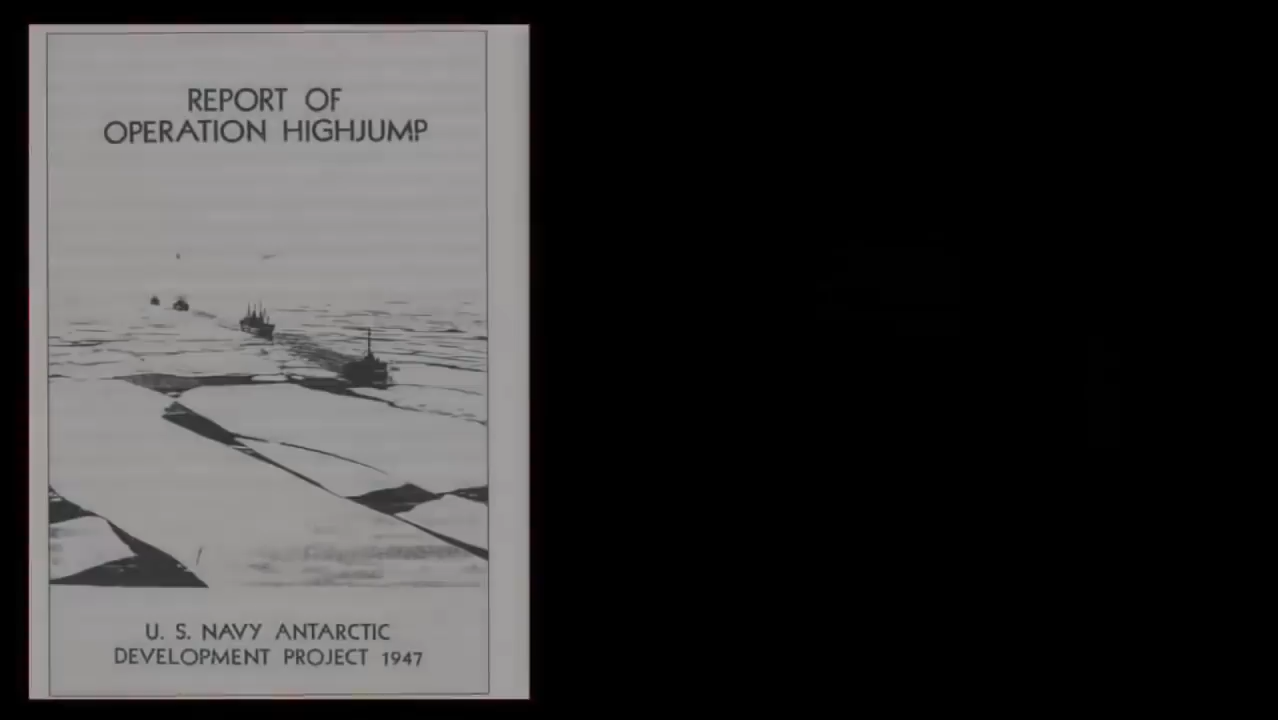 REPORT OF
OPERATION HIGHJUMP
U. S. NAVY ANTARCTIC
DEVELOPMENT PROJECT 1947